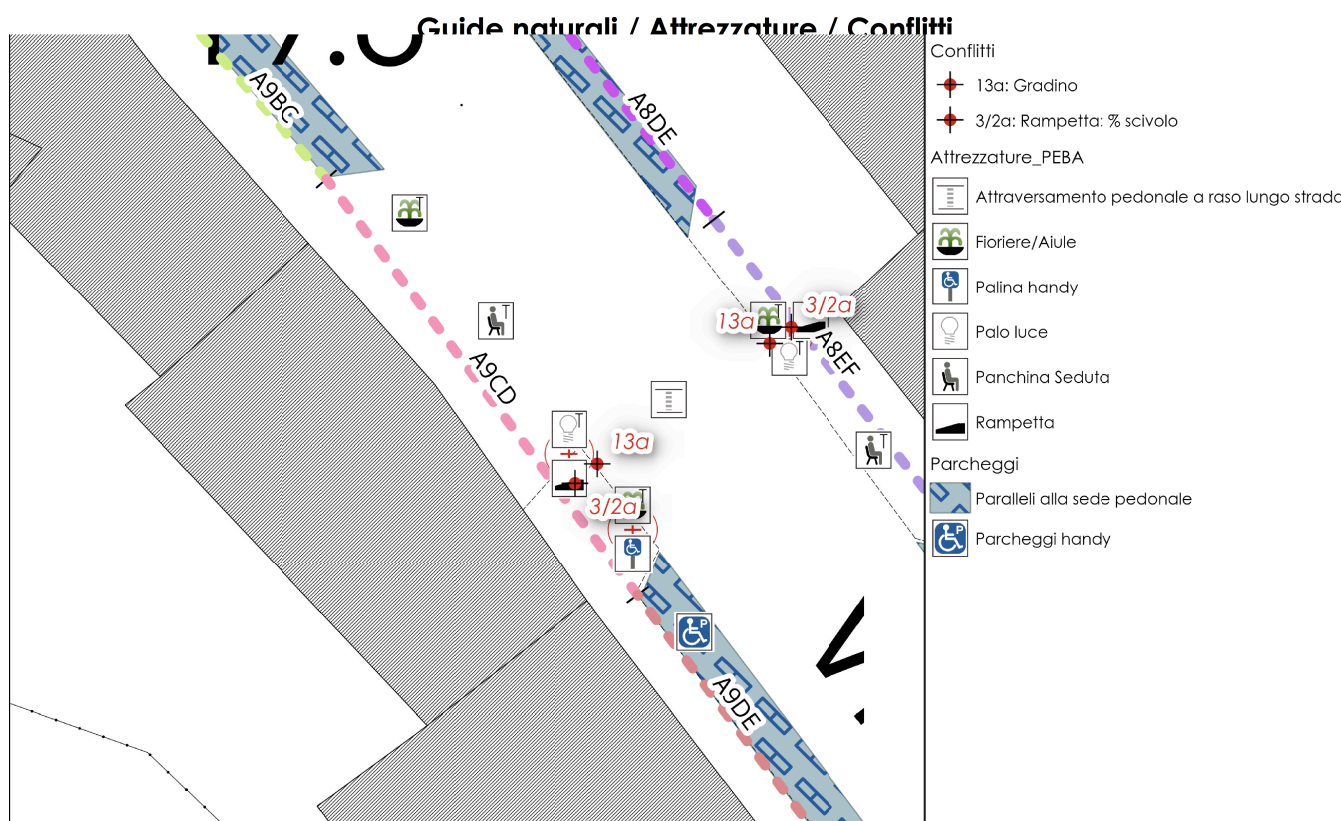 Guide naturali / Attrezzature / Conflitti
A9BC
A8DE
A9CD
A8EF
A9DE
13a
3/2a
13a
3/2a
T
T
T
T
T
T
T
P
Conflitti
13a: Gradino
3/2a: Rampetta: % scivolo
Attrezzature_PEBA
Attraversamento pedonale a raso lungo strada
Fioriere/Aiule
Palina handy
Palo luce
Panchina Seduta
Rampetta
Parcheggi
Paralleli alla sede pedonale
P
Parcheggi handy